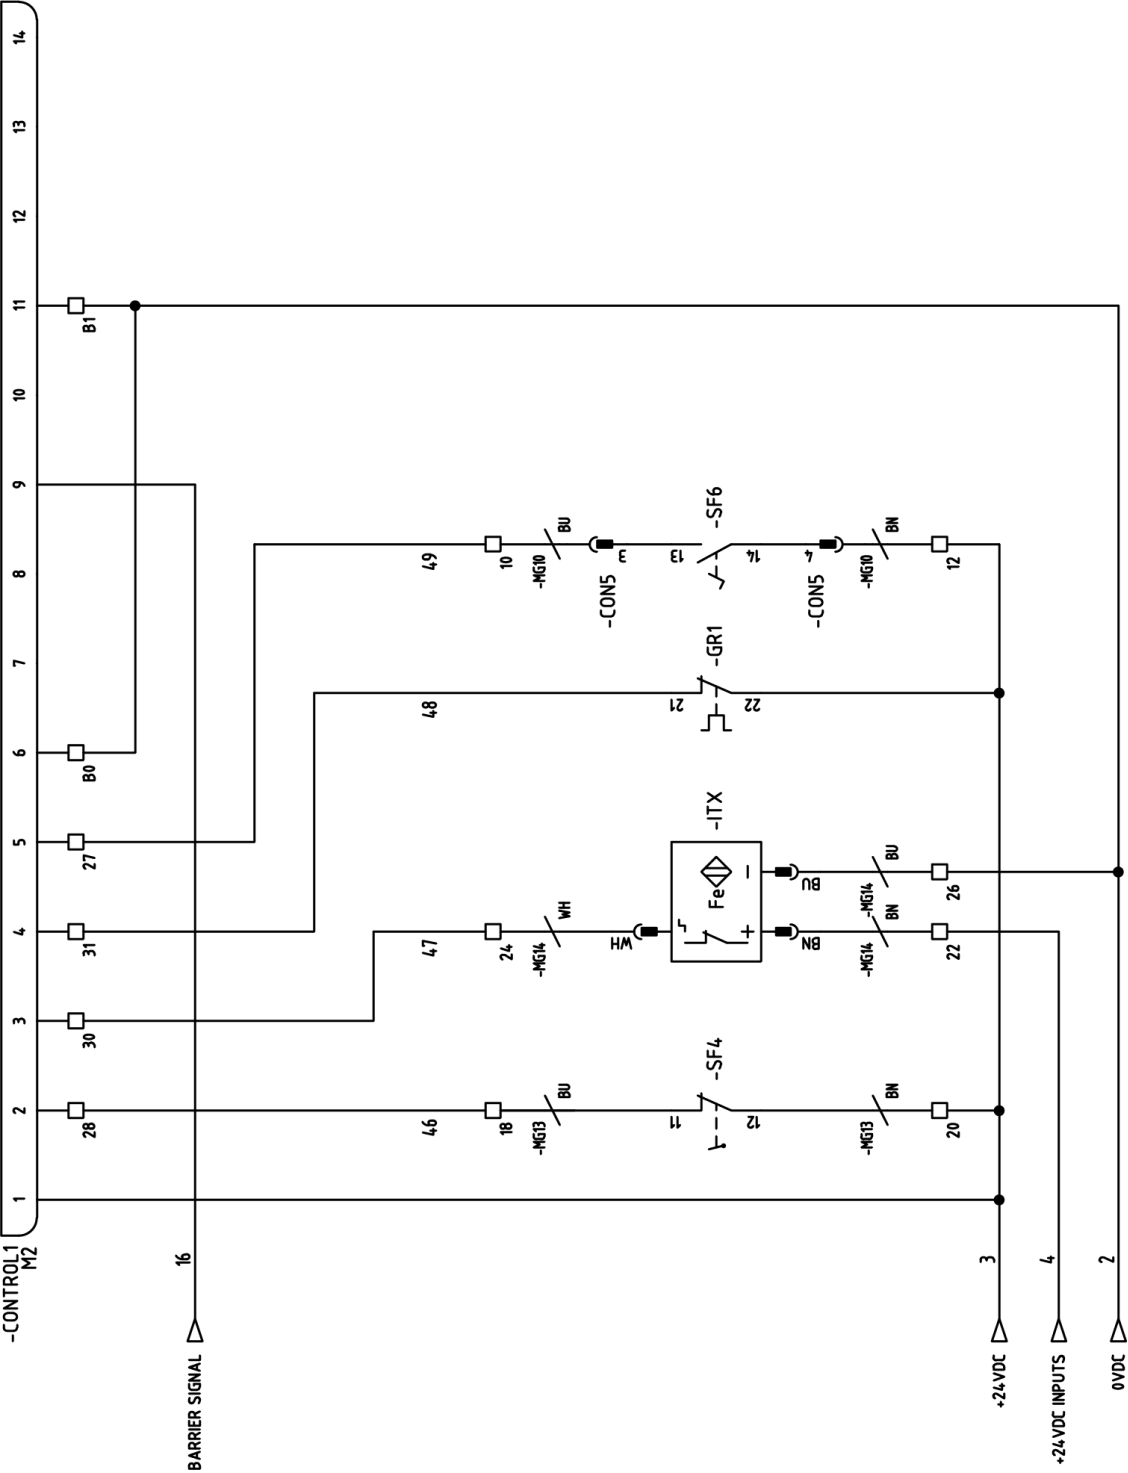 -CONTROL1
M2
1 2 3 4 5 6 7 8 9 10 11 12 13 14
28 30 31 27 B0 B1
BARRIER SIGNAL 16
46 47 48 49
18 24 10
-MG13 -MG14 -MG10
BU WH BU
-CON5
WH 3
11 21 13
-SF4 -ITX -GR1 -SF6
Fe
+ −
12 22 14
BN BU 4
-CON5
-MG13 -MG14 -MG14 -MG10
BN BN BU BN
20 22 26 12
+24VDC 3
+24VDC INPUTS 4
0VDC 2